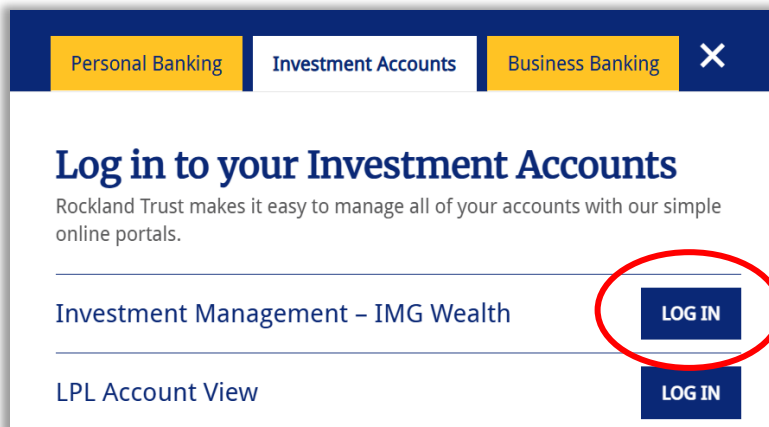 Personal Banking
Investment Accounts
Business Banking
Log in to your Investment Accounts
Rockland Trust makes it easy to manage all of your accounts with our simple
online portals.
Investment Management – IMG Wealth
LOG IN
LPL Account View
LOG IN